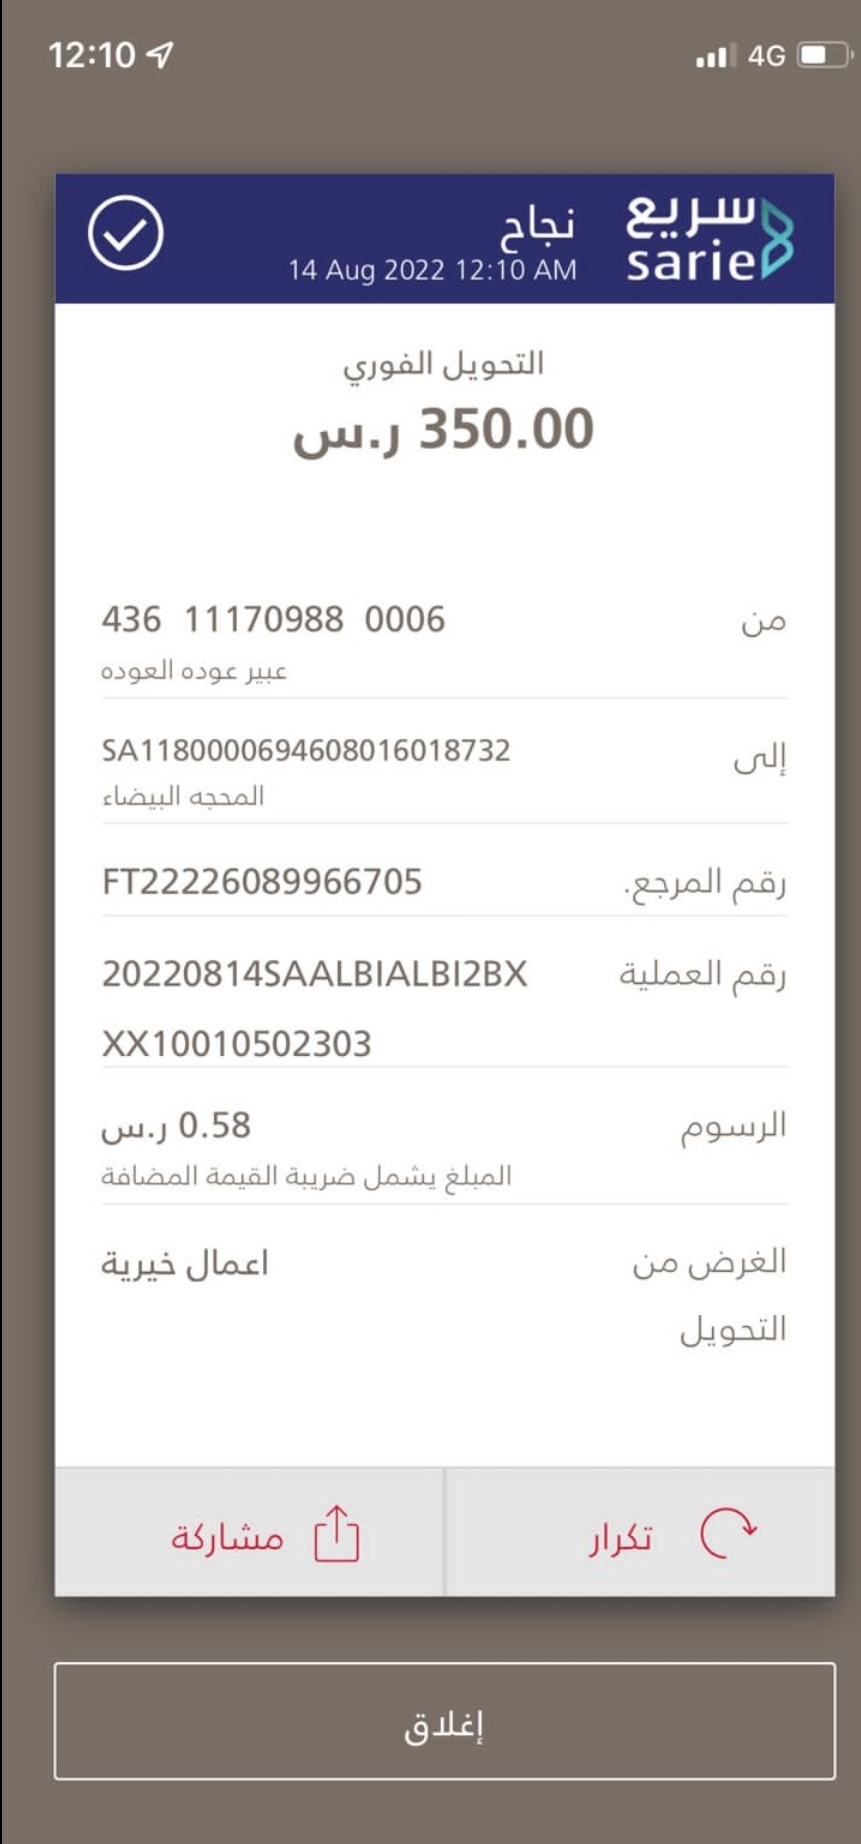 12:10
4G
سريع
sarie
نجاح
14 Aug 2022 12:10 AM
التحويل الفوري
350.00 ر.س
من
436 11170988 0006
عبير عوده العوده
إلى
SA1180000694608016018732
المحجه البيضاء
رقم المرجع.
FT22226089966705
رقم العملية
20220814SAALBIALBI2BX
XX10010502303
الرسوم
0.58 ر.س
المبلغ يشمل ضريبة القيمة المضافة
الغرض من
التحويل
اعمال خيرية
تكرار
مشاركة
إغلاق